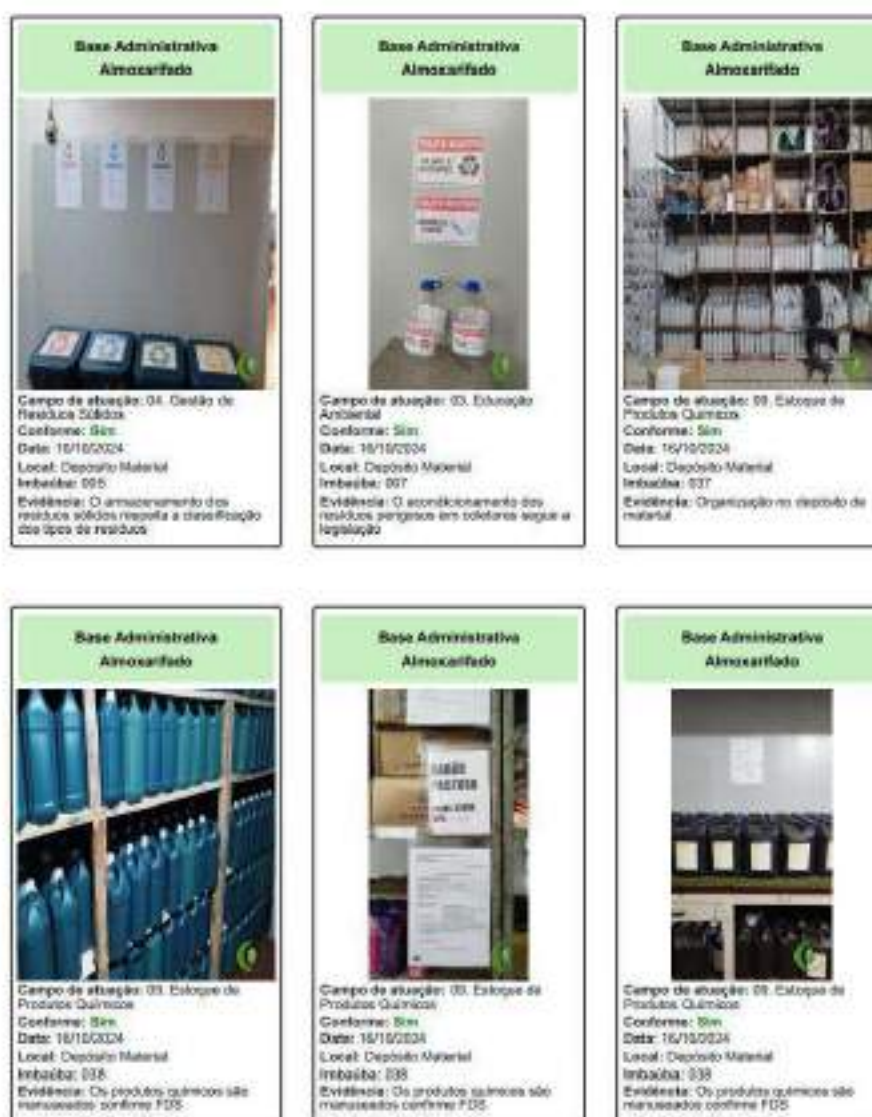 Base Administrativa
Almoxarifado
Campo de atuação: 04. Gestão de
Resíduos Sólidos
Conforme: Sim
Data: 16/10/2024
Local: Depósito Material
Imbaúba: 005
Evidência: O armazenamento dos
resíduos sólidos respeita a classificação
dos tipos de resíduos
Base Administrativa
Almoxarifado
Campo de atuação: Educação
Ambiental
Conforme: Sim
Data: 16/10/2024
Local: Depósito Material
Imbaúba: 007
Evidência: O acondicionamento dos
resíduos perigosos em coletores segue a
legislação
Base Administrativa
Almoxarifado
Campo de atuação: 09. Estoque de
Produtos Químicos
Conforme: Sim
Data: 16/10/2024
Local: Depósito Material
Imbaúba: 037
Evidência: Organização no depósito de
material
Base Administrativa
Almoxarifado
Campo de atuação: 09. Estoque de
Produtos Químicos
Conforme: Sim
Data: 16/10/2024
Local: Depósito Material
Imbaúba: 038
Evidência: Os produtos químicos são
manuseados conforme FDS
Base Administrativa
Almoxarifado
SABÃO
PASTOSO
Campo de atuação: 09. Estoque de
Produtos Químicos
Conforme: Sim
Data: 16/10/2024
Local: Depósito Material
Imbaúba: 038
Evidência: Os produtos químicos são
manuseados conforme FDS
Base Administrativa
Almoxarifado
Campo de atuação: 09. Estoque de
Produtos Químicos
Conforme: Sim
Data: 16/10/2024
Local: Depósito Material
Imbaúba: 038
Evidência: Os produtos químicos são
manuseados conforme FDS